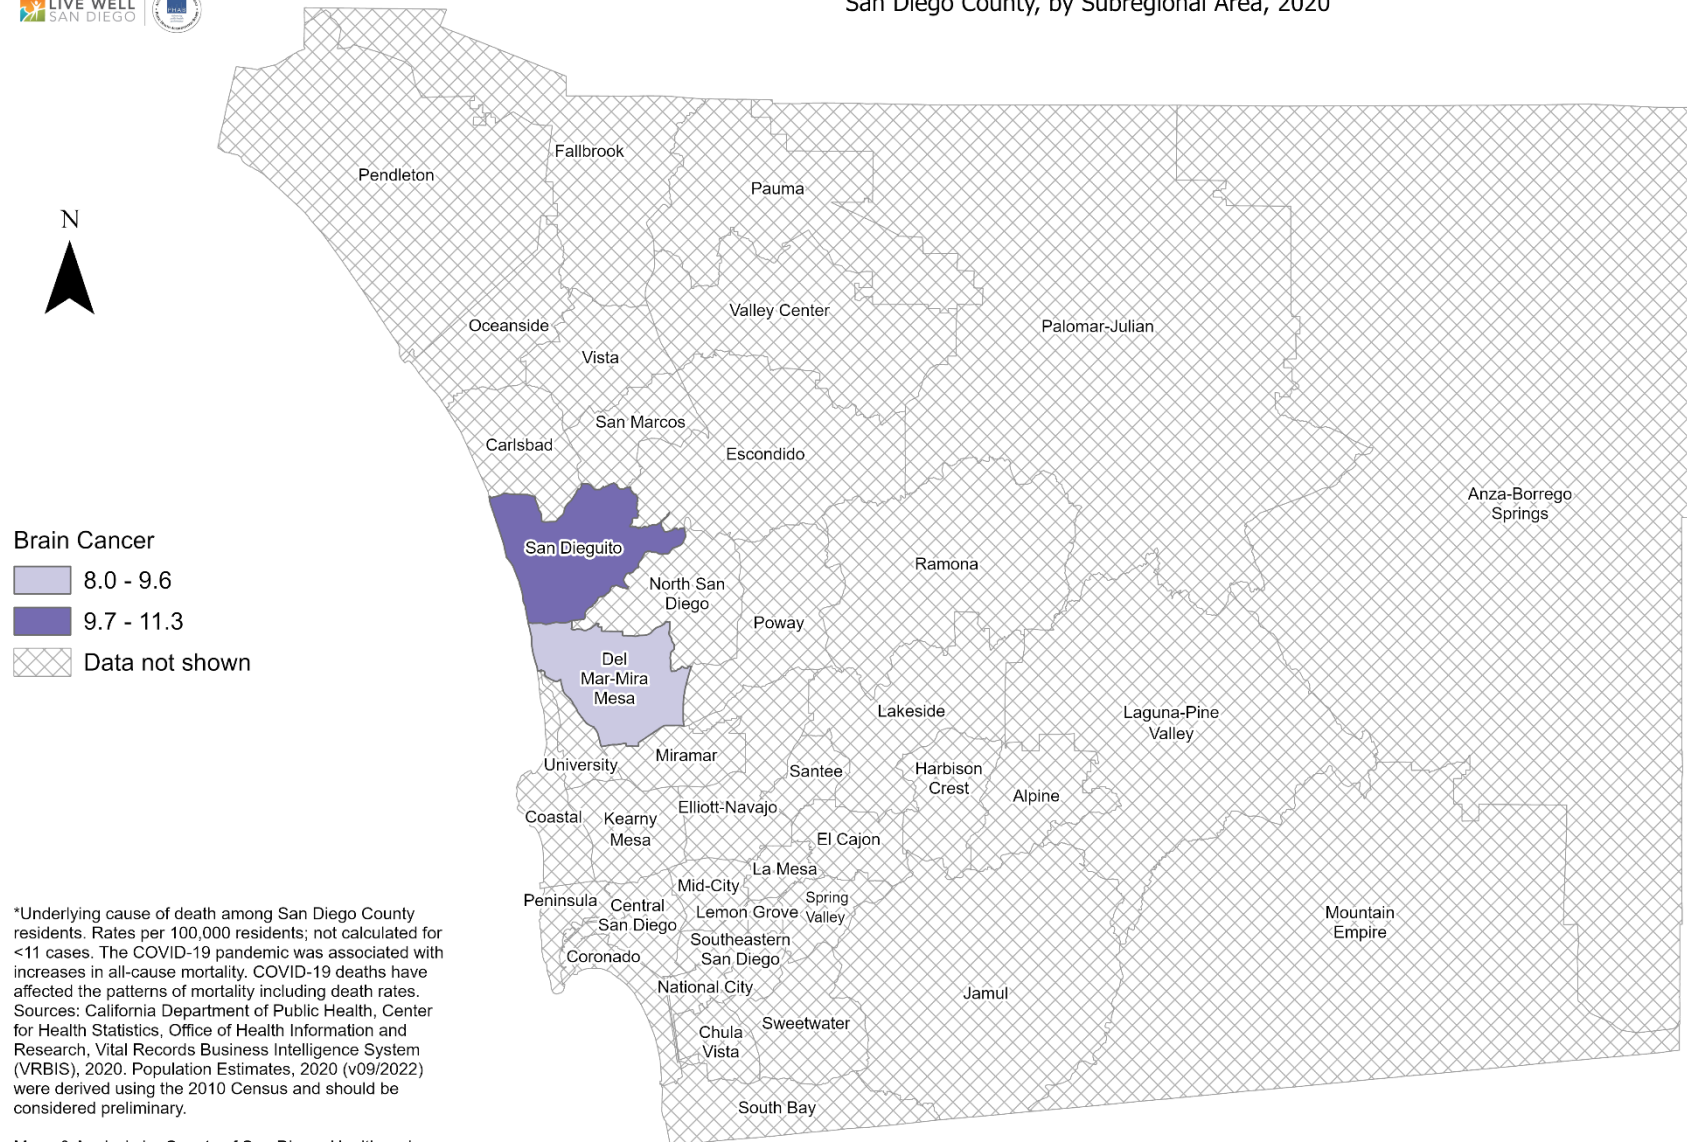 LIVE WELL
SAN DIEGO
San Diego County, by Subregional Area, 2020
N
Pendleton
Fallbrook
Pauma
Oceanside
Vista
Valley Center
Palomar-Julian
San Marcos
Carlsbad
Escondido
Anza-Borrego
Springs
Brain Cancer
8.0 - 9.6
9.7 - 11.3
Data not shown
San Dieguito
North San
Diego
Ramona
Poway
Del
Mar-Mira
Mesa
Lakeside
Laguna-Pine
Valley
Miramar
University
Santee
Harbison
Crest
Alpine
Elliott-Navajo
Coastal
Kearny
Mesa
El Cajon
La Mesa
Mid-City
Peninsula
Central
San Diego
Lemon Grove
Spring
Valley
Mountain
Empire
Southeastern
San Diego
Coronado
National City
Jamul
Sweetwater
Chula
Vista
South Bay
*Underlying cause of death among San Diego County
residents. Rates per 100,000 residents; not calculated for
<11 cases. The COVID-19 pandemic was associated with
increases in all-cause mortality. COVID-19 deaths have
affected the patterns of mortality including death rates.
Sources: California Department of Public Health, Center
for Health Statistics, Office of Health Information and
Research, Vital Records Business Intelligence System
(VRBIS), 2020. Population Estimates, 2020 (v09/2022)
were derived using the 2010 Census and should be
considered preliminary.